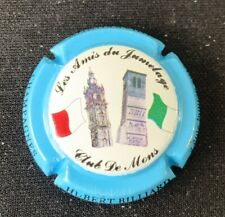 Les Amis du Jumelage
Club De Mons
HUBERT BILLIARD